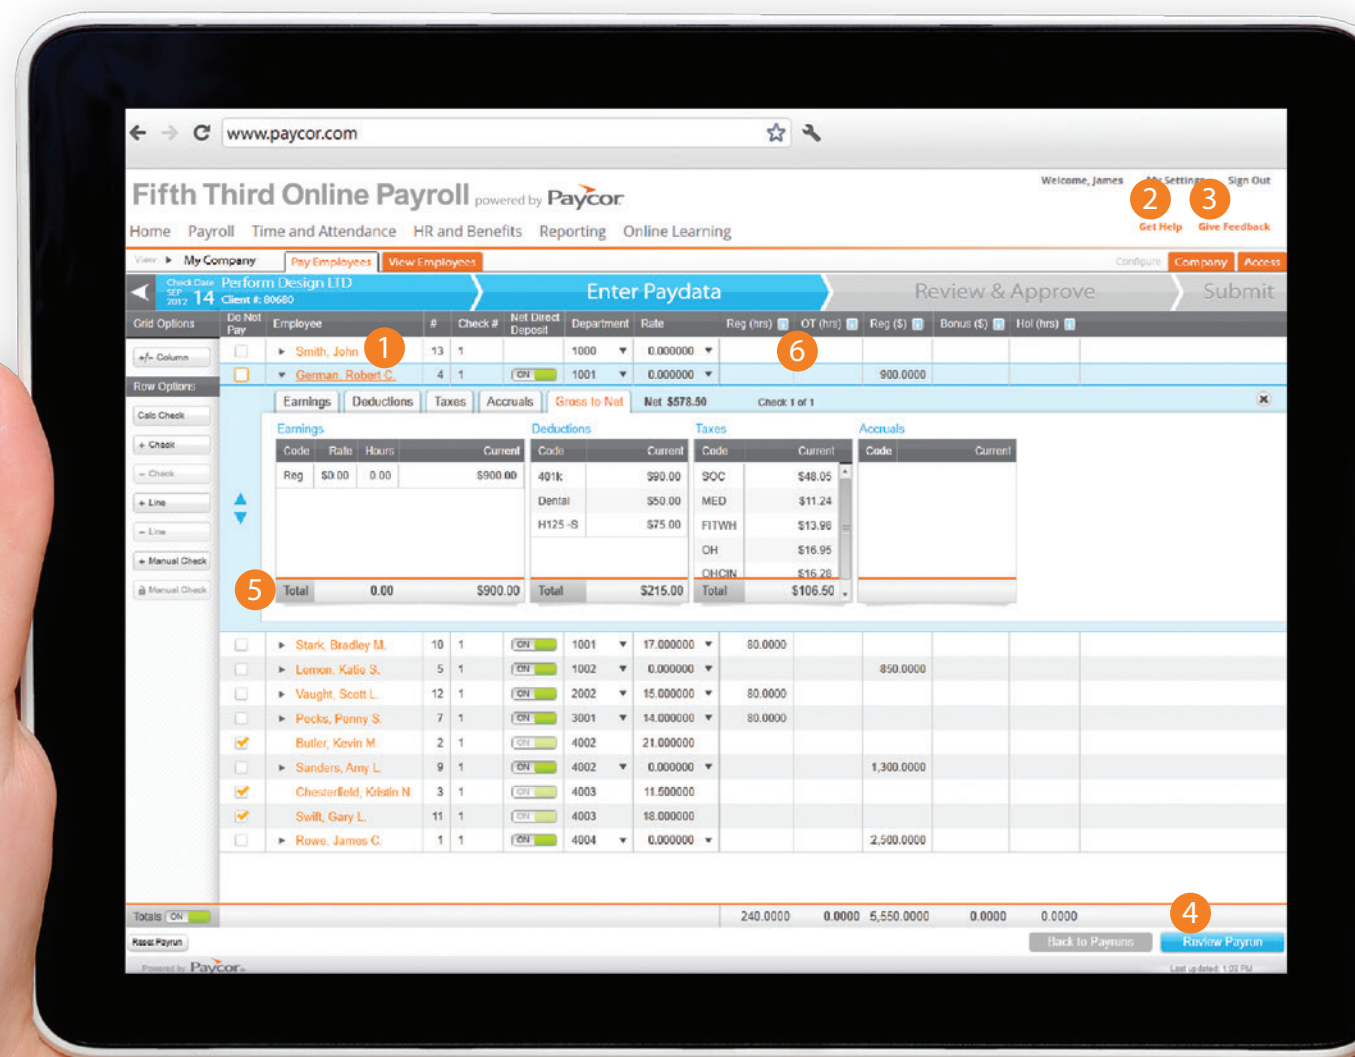 www.paycor.com
Fifth Third Online Payroll powered by Paycor
Welcome, James My Settings Sign Out
2 3
Get Help Give Feedback
Home Payroll Time and Attendance HR and Benefits Reporting Online Learning
View: My Company Pay Employees View Employees Configure Company Access
Check Date SEP 2012 14 Perform Design LTD Client #: 80680 Enter Paydata Review & Approve Submit
Grid Options Do Not Pay Employee # Check # Net Direct Deposit Department Rate Reg (hrs) OT (hrs) Reg ($) Bonus ($) Hol (hrs)
+/- Column Smith, John 1 13 1 1000 0.000000 6
Row Options German, Robert C. 4 1 ON 1001 0.000000 900.0000
Calc Check Earnings Deductions Taxes Accruals Gross to Net Net $578.50 Check 1 of 1
Earnings Deductions Taxes Accruals
+ Check Code Rate Hours Current Code Current Code Current Code Current
- Check Reg $0.00 0.00 $900.00 401k $90.00 SOC $48.05
+ Line Dental $50.00 MED $11.24
- Line H125 -S $75.00 FITWH $13.98
+ Manual Check OH $16.95
OHCIN $16.28
Manual Check 5 Total 0.00 $900.00 Total $215.00 Total $106.50
Stark, Bradley M. 10 1 ON 1001 17.000000 80.0000
Lemon, Katie S. 5 1 ON 1002 0.000000 850.0000
Vaught, Scott L. 12 1 ON 2002 15.000000 80.0000
Pecks, Penny S. 7 1 ON 3001 14.000000 80.0000
Butler, Kevin M 2 1 ON 4002 21.000000
Sanders, Amy L. 9 1 ON 4002 0.000000 1,300.0000
Chesterfield, Kristin N. 3 1 ON 4003 11.500000
Swift, Gary L. 11 1 ON 4003 18.000000
Rowe, James C. 1 1 ON 4004 0.000000 2,500.0000
Totals ON 240.0000 0.0000 5,550.0000 0.0000 0.0000 4
Reset Payrun Back to Payruns Review Payrun
Powered by Paycor Last updated: 1:09 PM